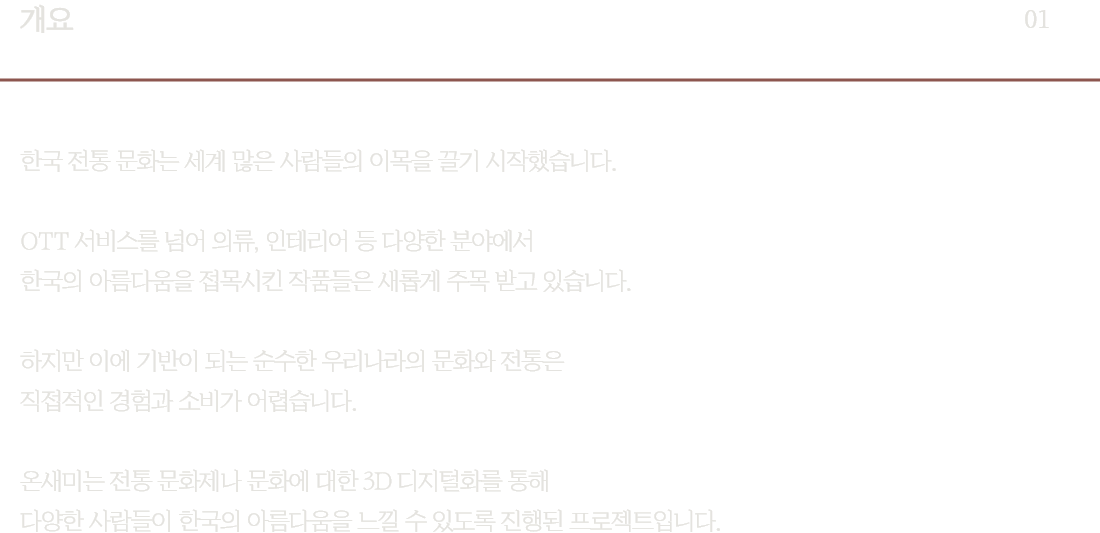 개요
01
한국 전통 문화는 세계 많은 사람들의 이목을 끌기 시작했습니다.
OTT 서비스를 넘어 의류, 인테리어 등 다양한 분야에서
한국의 아름다움을 접목시킨 작품들은 새롭게 주목 받고 있습니다.
하지만 이에 기반이 되는 순수한 우리나라의 문화와 전통은
직접적인 경험과 소비가 어렵습니다.
온새미는 전통 문화제나 문화에 대한 3D 디지털화를 통해
다양한 사람들이 한국의 아름다움을 느낄 수 있도록 진행된 프로젝트입니다.